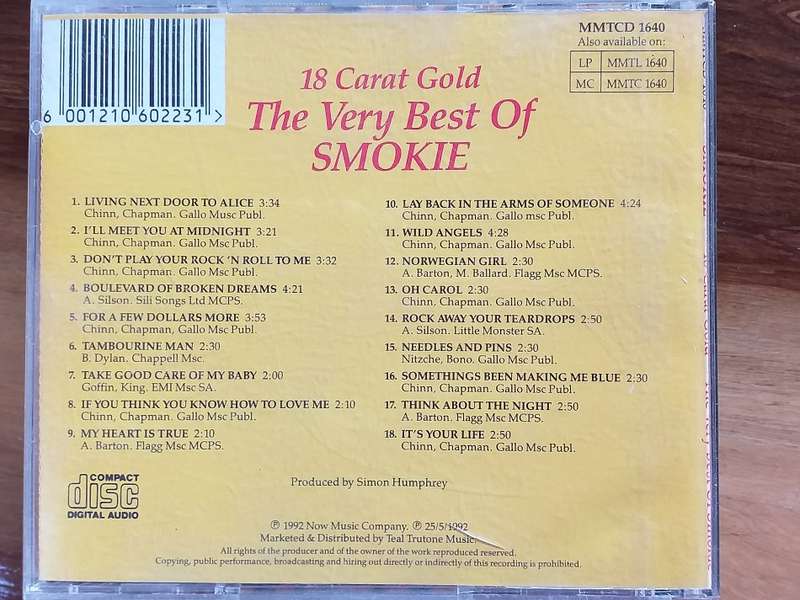 MMTCD 1640
Also available on:
LP MMTL 1640
MC MMTC 1640
6 001210 602231 >
18 Carat Gold
The Very Best Of
SMOKIE
1. LIVING NEXT DOOR TO ALICE 3:34
Chinn, Chapman. Gallo Musc Publ.
2. I'LL MEET YOU AT MIDNIGHT 3:21
Chinn, Chapman. Gallo Msc Publ.
3. DON'T PLAY YOUR ROCK 'N ROLL TO ME 3:32
Chinn, Chapman. Gallo Msc Publ.
4. BOULEVARD OF BROKEN DREAMS 4:21
A. Silson. Sili Songs Ltd MCPS.
5. FOR A FEW DOLLARS MORE 3:53
Chinn, Chapman, Gallo Musc Publ.
6. TAMBOURINE MAN 2:30
B. Dylan. Chappell Msc.
7. TAKE GOOD CARE OF MY BABY 2:00
Goffin, King. EMI Msc SA.
8. IF YOU THINK YOU KNOW HOW TO LOVE ME 2:10
Chinn, Chapman. Gallo Msc Publ.
9. MY HEART IS TRUE 2:10
A. Barton. Flagg Msc MCPS.
10. LAY BACK IN THE ARMS OF SOMEONE 4:24
Chinn, Chapman. Gallo msc Publ.
11. WILD ANGELS 4:28
Chinn, Chapman, Gallo Msc Publ.
12. NORWEGIAN GIRL 2:30
A. Barton, M. Ballard. Flagg Msc MCPS.
13. OH CAROL 2:30
Chinn, Chapman, Gallo Msc Publ.
14. ROCK AWAY YOUR TEARDROPS 2:50
A. Silson. Little Monster SA.
15. NEEDLES AND PINS 2:30
Nitzche, Bono. Gallo Msc Publ.
16. SOMETHINGS BEEN MAKING ME BLUE 2:30
Chinn, Chapman. Gallo Msc Publ.
17. THINK ABOUT THE NIGHT 2:50
A. Barton. Flagg Msc MCPS.
18. IT'S YOUR LIFE 2:50
Chinn, Chapman, Gallo Msc Publ.
COMPACT
disc
DIGITAL AUDIO
Produced by Simon Humphrey
℗ 1992 Now Music Company. ℗ 25/5/1992
Marketed & Distributed by Teal Trutone Music.
All rights of the producer and of the owner of the work reproduced reserved.
Copying, public performance, broadcasting and hiring out directly or indirectly of this recording is prohibited.